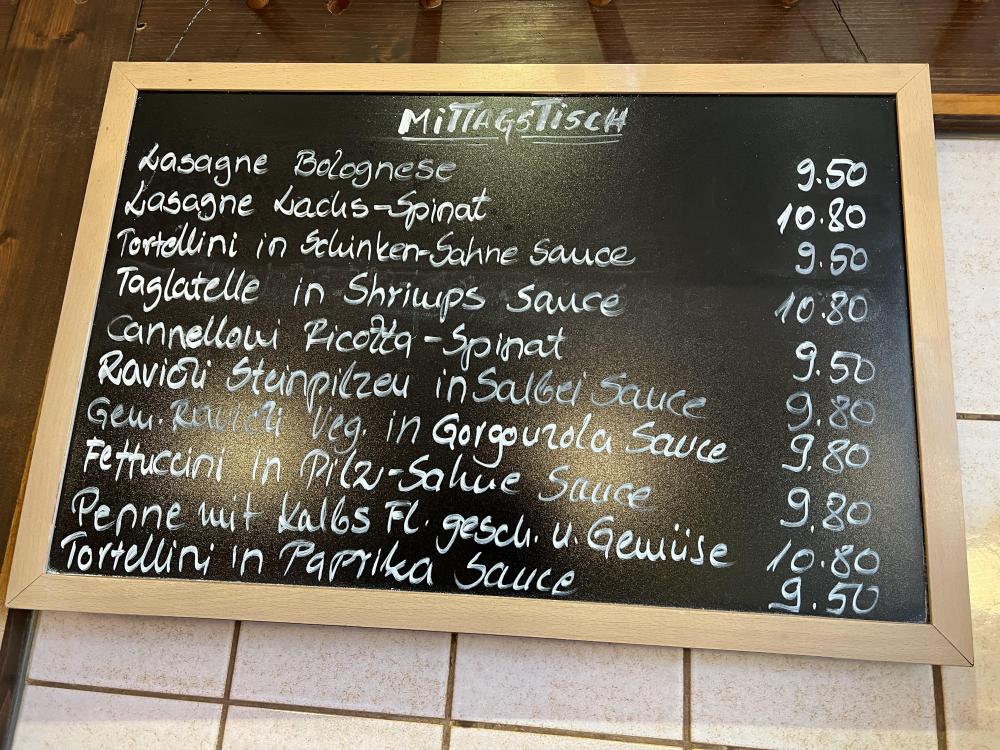 MITTAGSTISCH
Lasagne Bolognese 9.50
Lasagne Lachs-Spinat 10.80
Tortellini in Schinken-Sahne Sauce 9.50
Taglatelle in Shrimps Sauce 10.80
Cannelloni Ricotta-Spinat 9.50
Ravioli Steinpilzen in Salbei Sauce 9.80
Gem. Ravioli Veg. in Gorgonzola Sauce 9.80
Fettuccini in Pilz-Sahne Sauce 9.80
Penne mit Kalbs Fl. gesch. u. Gemüse 10.80
Tortellini in Paprika Sauce 9.50